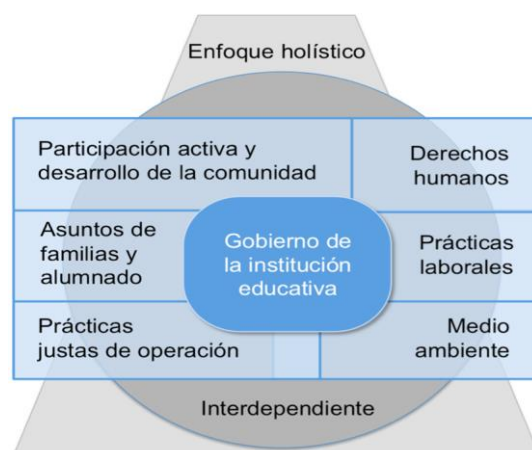 Enfoque holístico
Participación activa y
desarrollo de la comunidad
Derechos
humanos
Asuntos de
familias y
alumnado
Gobierno de
la institución
educativa
Prácticas
laborales
Prácticas
justas de operación
Medio
ambiente
Interdependiente